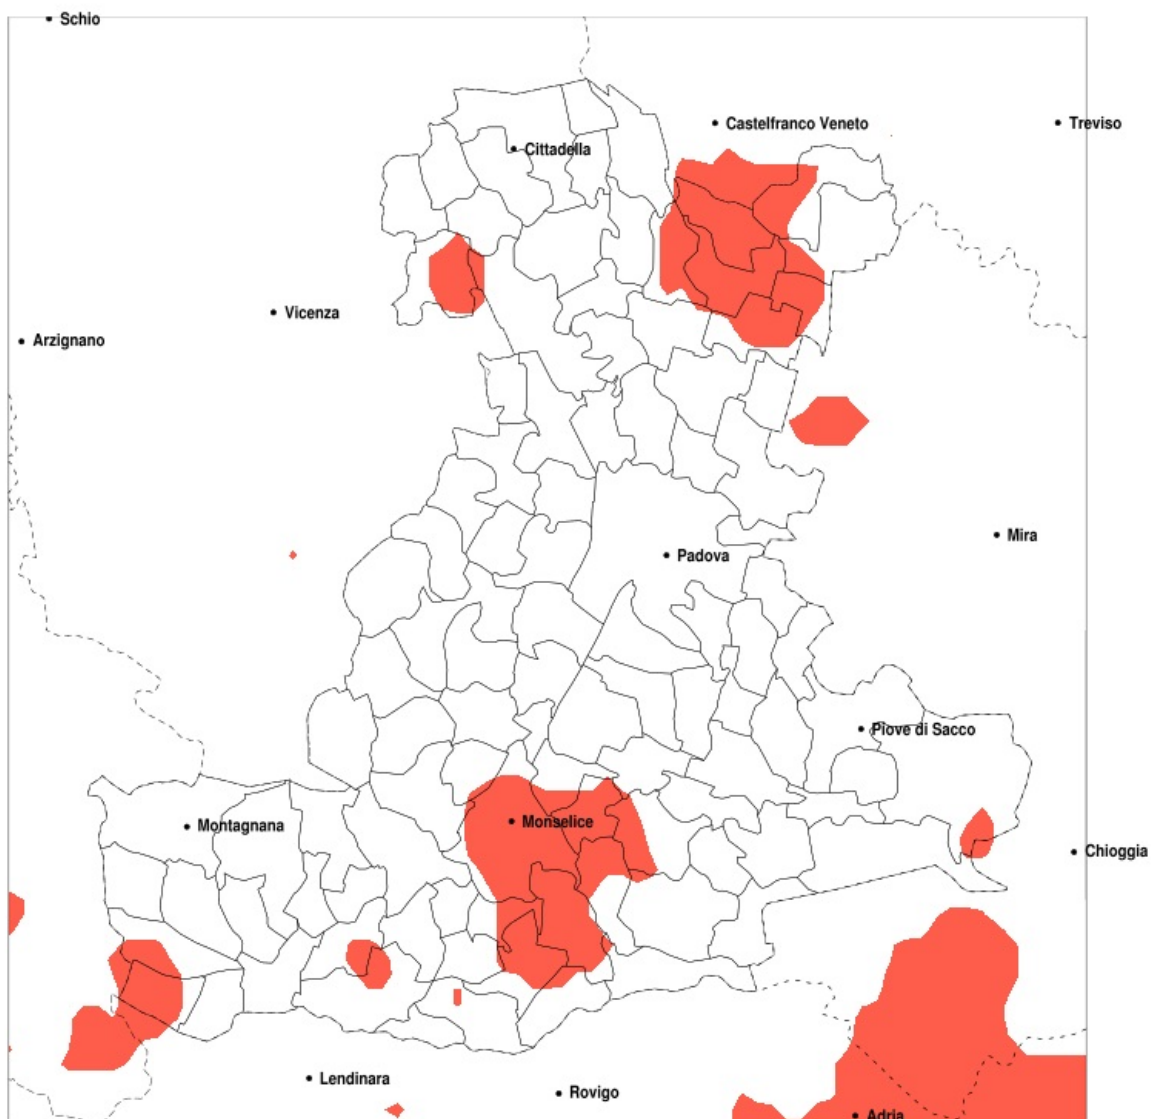 Schio
Castelfranco Veneto
Treviso
Cittadella
Vicenza
Arzignano
Mira
Padova
Piove di Sacco
Montagnana
Monselice
Chioggia
Lendinara
Rovigo
Adria